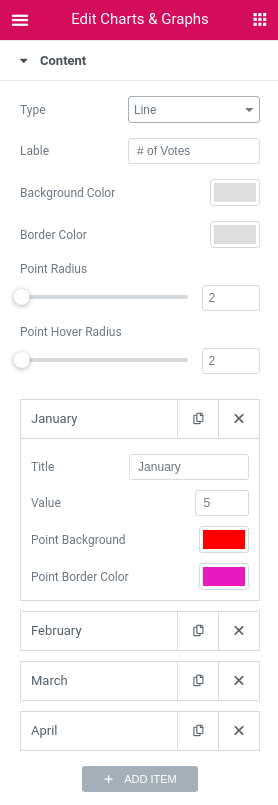 Edit Charts & Graphs
Content
Type Line
Lable # of Votes
Background Color
Border Color
Point Radius
2
Point Hover Radius
2
January
Title January
Value 5
Point Background
Point Border Color
February
March
April
+ ADD ITEM